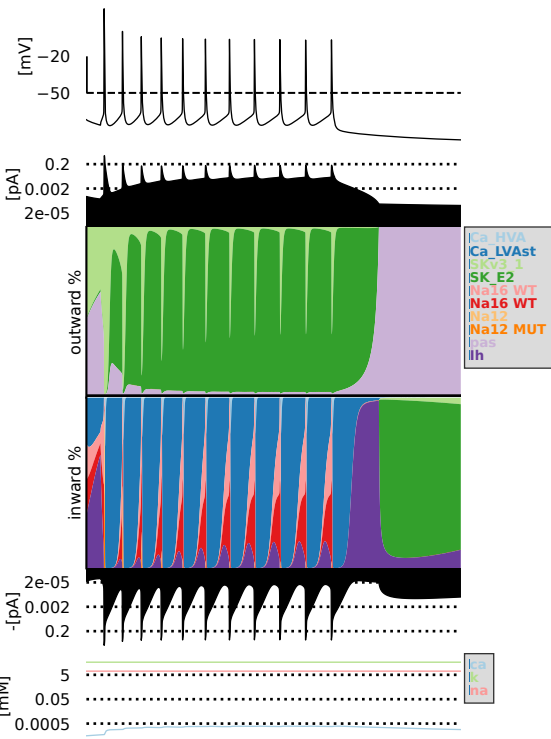 [mV]
−20
−50
[pA]
0.2
0.002
2e-05
outward %
Ca_HVA
Ca_LVAst
SKv3_1
SK_E2
Na16 WT
Na16 WT
Na12
Na12 MUT
pas
Ih
inward %
-[pA]
2e-05
0.002
0.2
[mM]
5
0.05
0.0005
ca
k
na